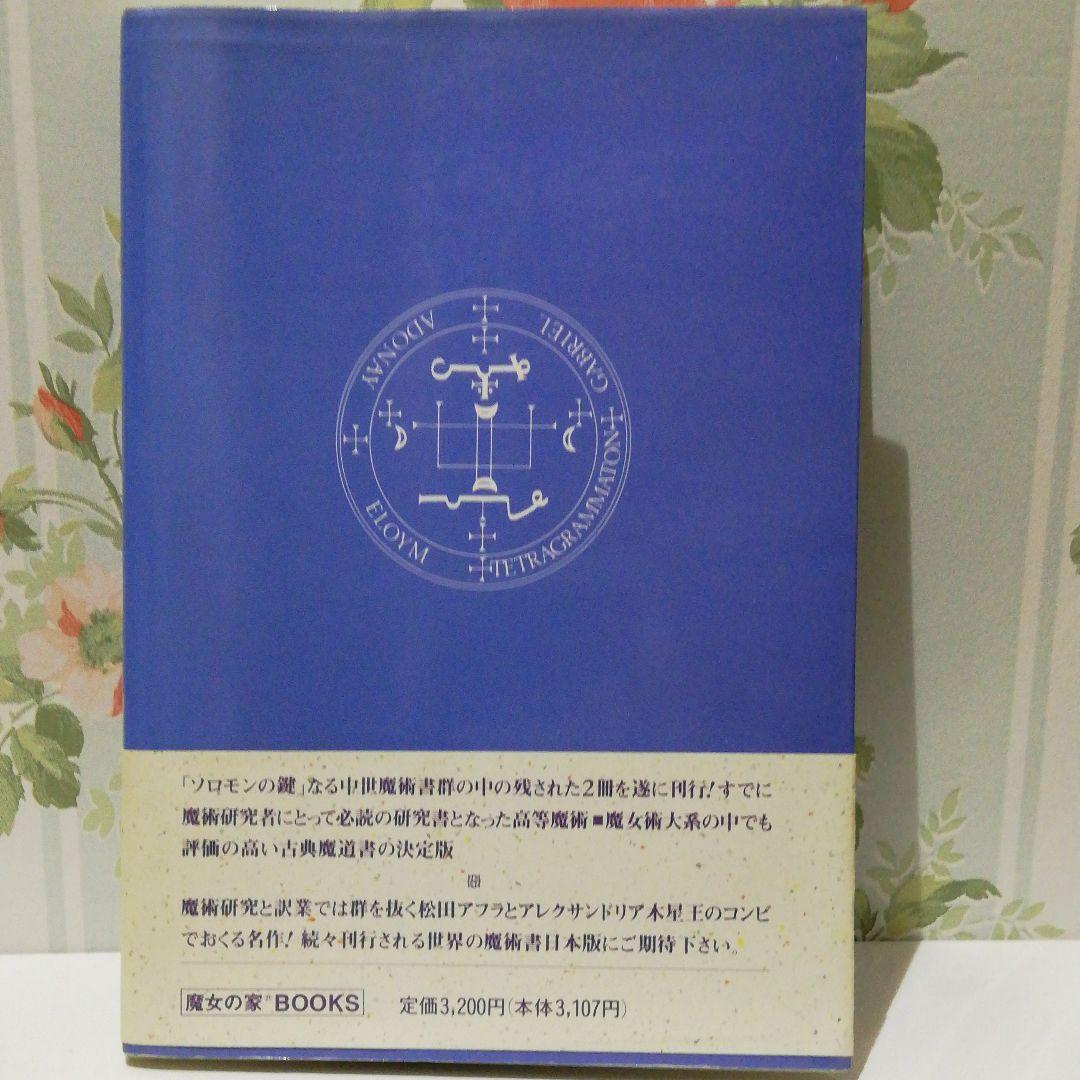 ADONAY
GABRIEL
TETRAGRAMMATON
ELOYM
「ソロモンの鍵」なる中世魔術書群の中の残された2冊を遂に刊行！すでに
魔術研究者にとって必読の研究書となった高等魔術■魔女術大系の中でも
評価の高い古典魔道書の決定版
魔術研究と訳業では群を抜く松田アフラとアレクサンドリア木星王のコンビ
でおくる名作！続々刊行される世界の魔術書日本版にご期待下さい。
魔女の家 BOOKS 定価3,200円(本体3,107円)